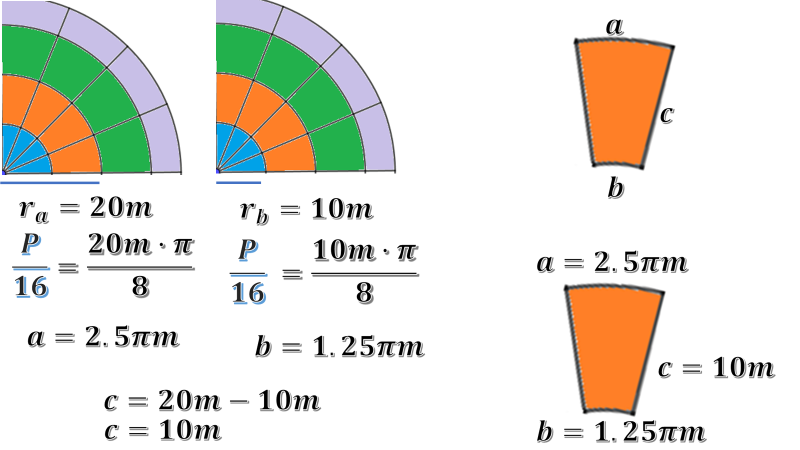 r_a = 20m
P/16 = 20m · π/8
a = 2.5πm
r_b = 10m
P/16 = 10m · π/8
b = 1.25πm
c = 20m − 10m
c = 10m
a
c
b
a = 2.5πm
c = 10m
b = 1.25πm